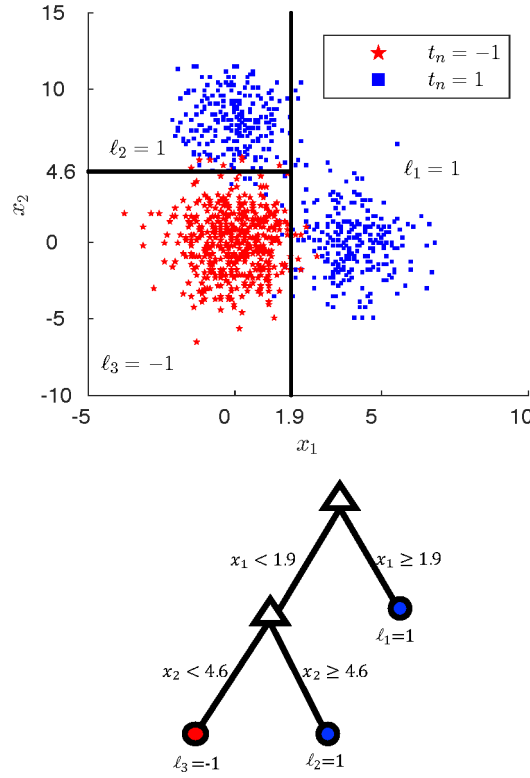 15
10
4.6
0
-5
-10
x₂
-5
0
1.9
5
10
x₁
tₙ = −1
tₙ = 1
ℓ₂ = 1
ℓ₁ = 1
ℓ₃ = −1
x₁ < 1.9
x₁ ≥ 1.9
ℓ₁=1
x₂ < 4.6
x₂ ≥ 4.6
ℓ₃=-1
ℓ₂=1